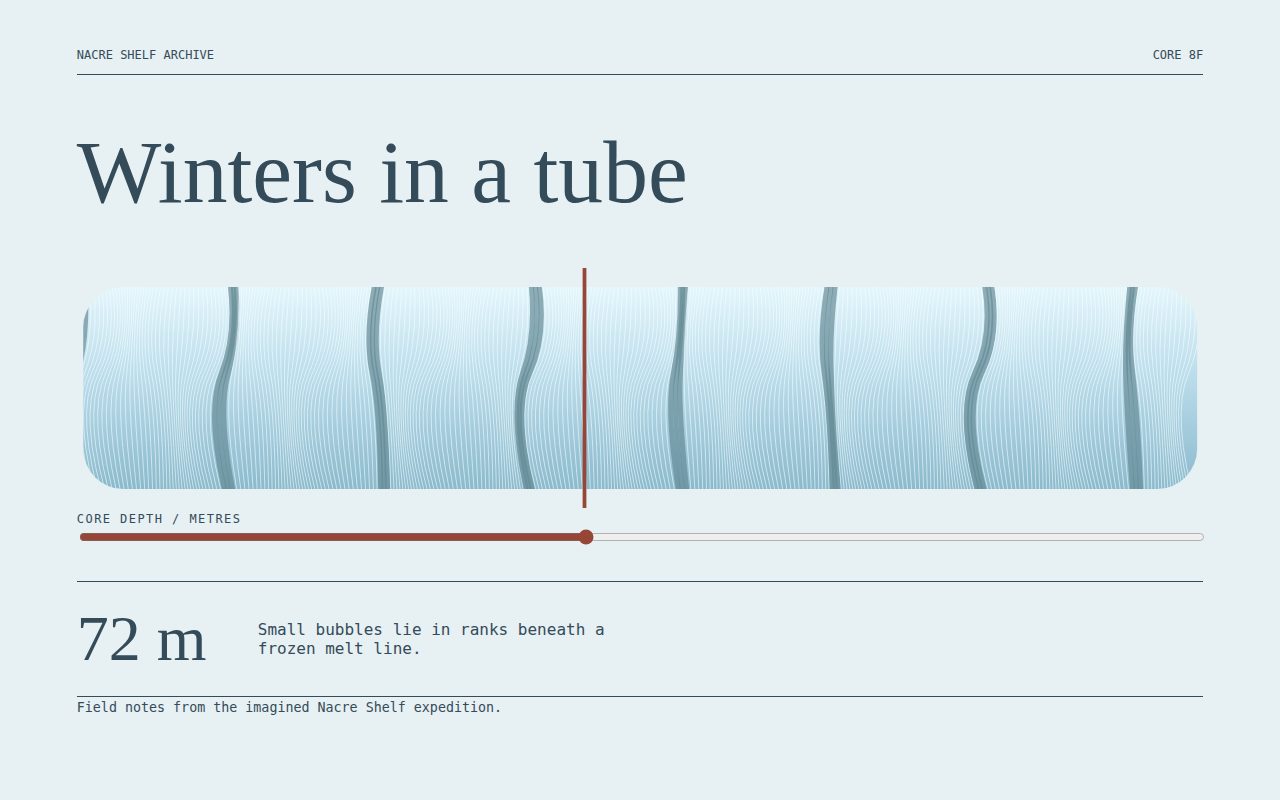 NACRE SHELF ARCHIVE
CORE 8F
Winters in a tube
CORE DEPTH / METRES
72 m
Small bubbles lie in ranks beneath a
frozen melt line.
Field notes from the imagined Nacre Shelf expedition.